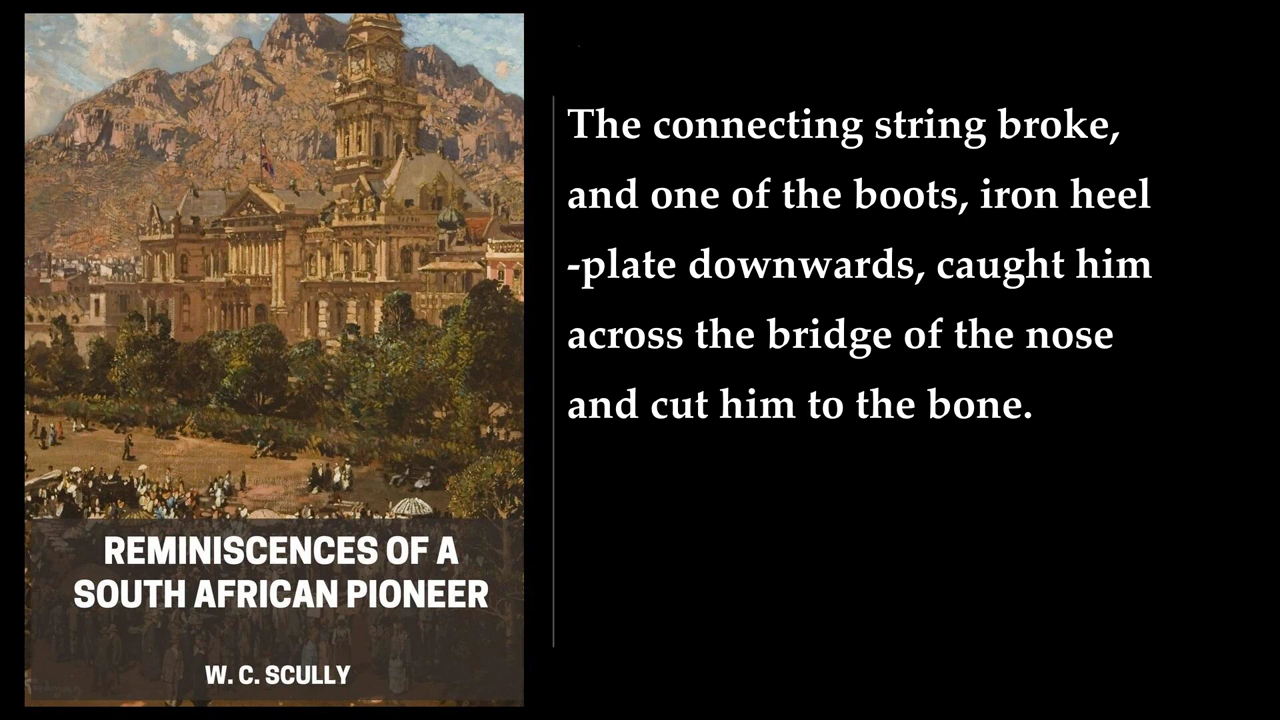 The connecting string broke,
and one of the boots, iron heel
-plate downwards, caught him
across the bridge of the nose
and cut him to the bone.
REMINISCENCES OF A
SOUTH AFRICAN PIONEER
W. C. SCULLY